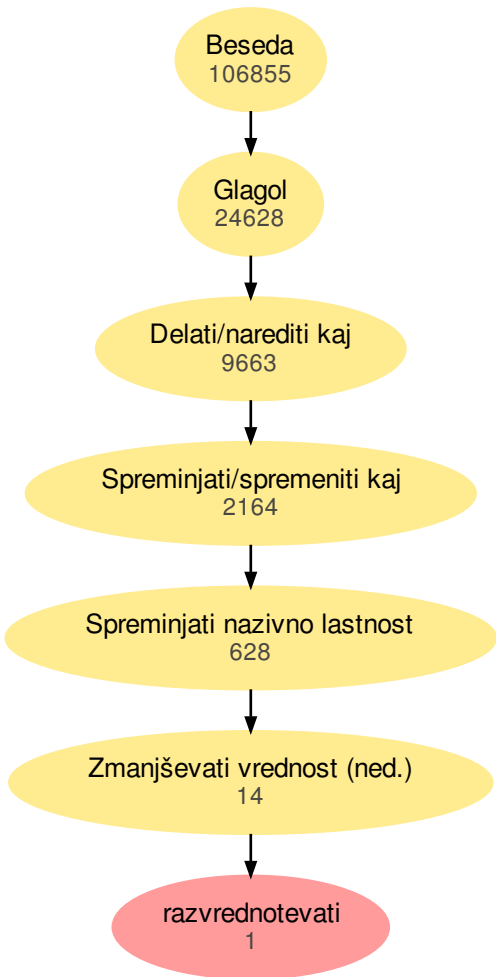 Beseda
106855
Glagol
24628
Delati/narediti kaj
9663
Spreminjati/spremeniti kaj
2164
Spreminjati nazivno lastnost
628
Zmanjševati vrednost (ned.)
14
razvrednotevati
1